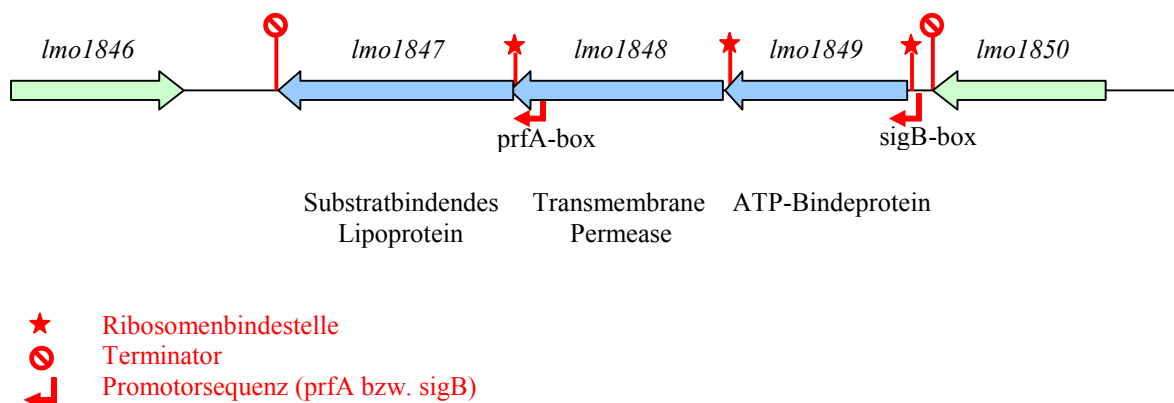 lmo1846 lmo1847 lmo1848 lmo1849 lmo1850
prfA-box sigB-box
Substratbindendes Transmembrane ATP-Bindeprotein
Lipoprotein Permease
Ribosomenbindestelle
Terminator
Promotorsequenz (prfA bzw. sigB)